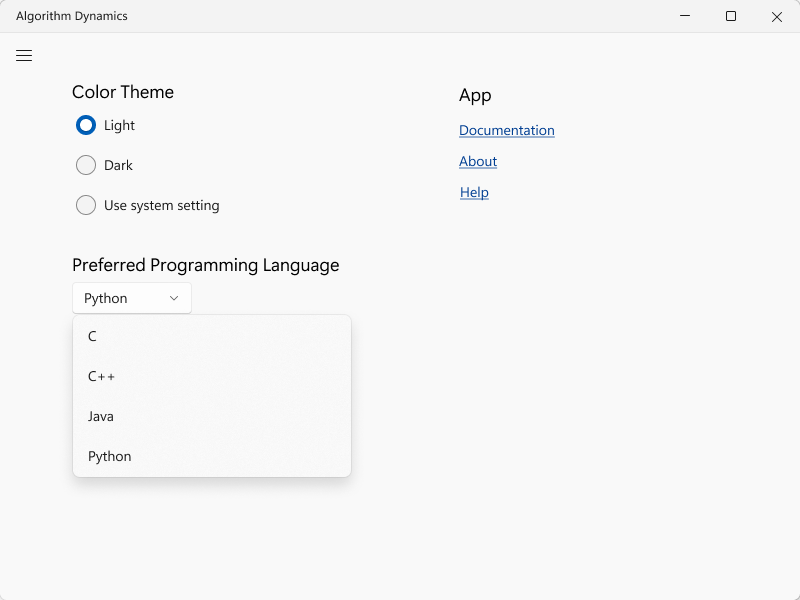 Algorithm Dynamics
Color Theme
Light
Dark
Use system setting
Preferred Programming Language
Python
C
C++
Java
Python
App
Documentation
About
Help